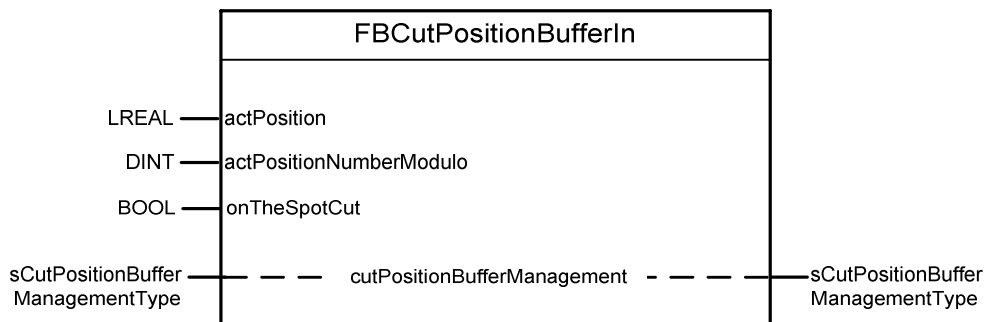 FBCutPositionBufferIn
LREAL actPosition
DINT actPositionNumberModulo
BOOL onTheSpotCut
sCutPositionBuffer cutPositionBufferManagement sCutPositionBuffer
ManagementType ManagementType